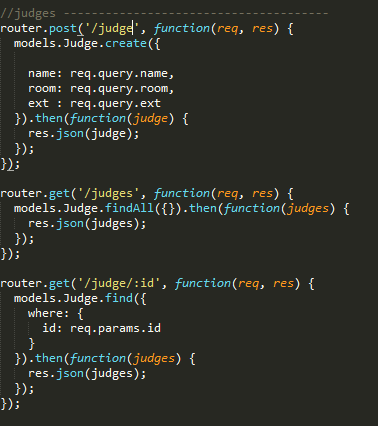 //judges --------------------------------------
router.post('/judge', function(req, res) {
  models.Judge.create({

    name: req.query.name,
    room: req.query.room,
    ext : req.query.ext
  }).then(function(judge) {
    res.json(judge);
  });
});

router.get('/judges', function(req, res) {
  models.Judge.findAll({}).then(function(judges) {
    res.json(judges);
  });
});

router.get('/judge/:id', function(req, res) {
  models.Judge.find({
    where: {
      id: req.params.id
    }
  }).then(function(judges) {
    res.json(judges);
  });
});